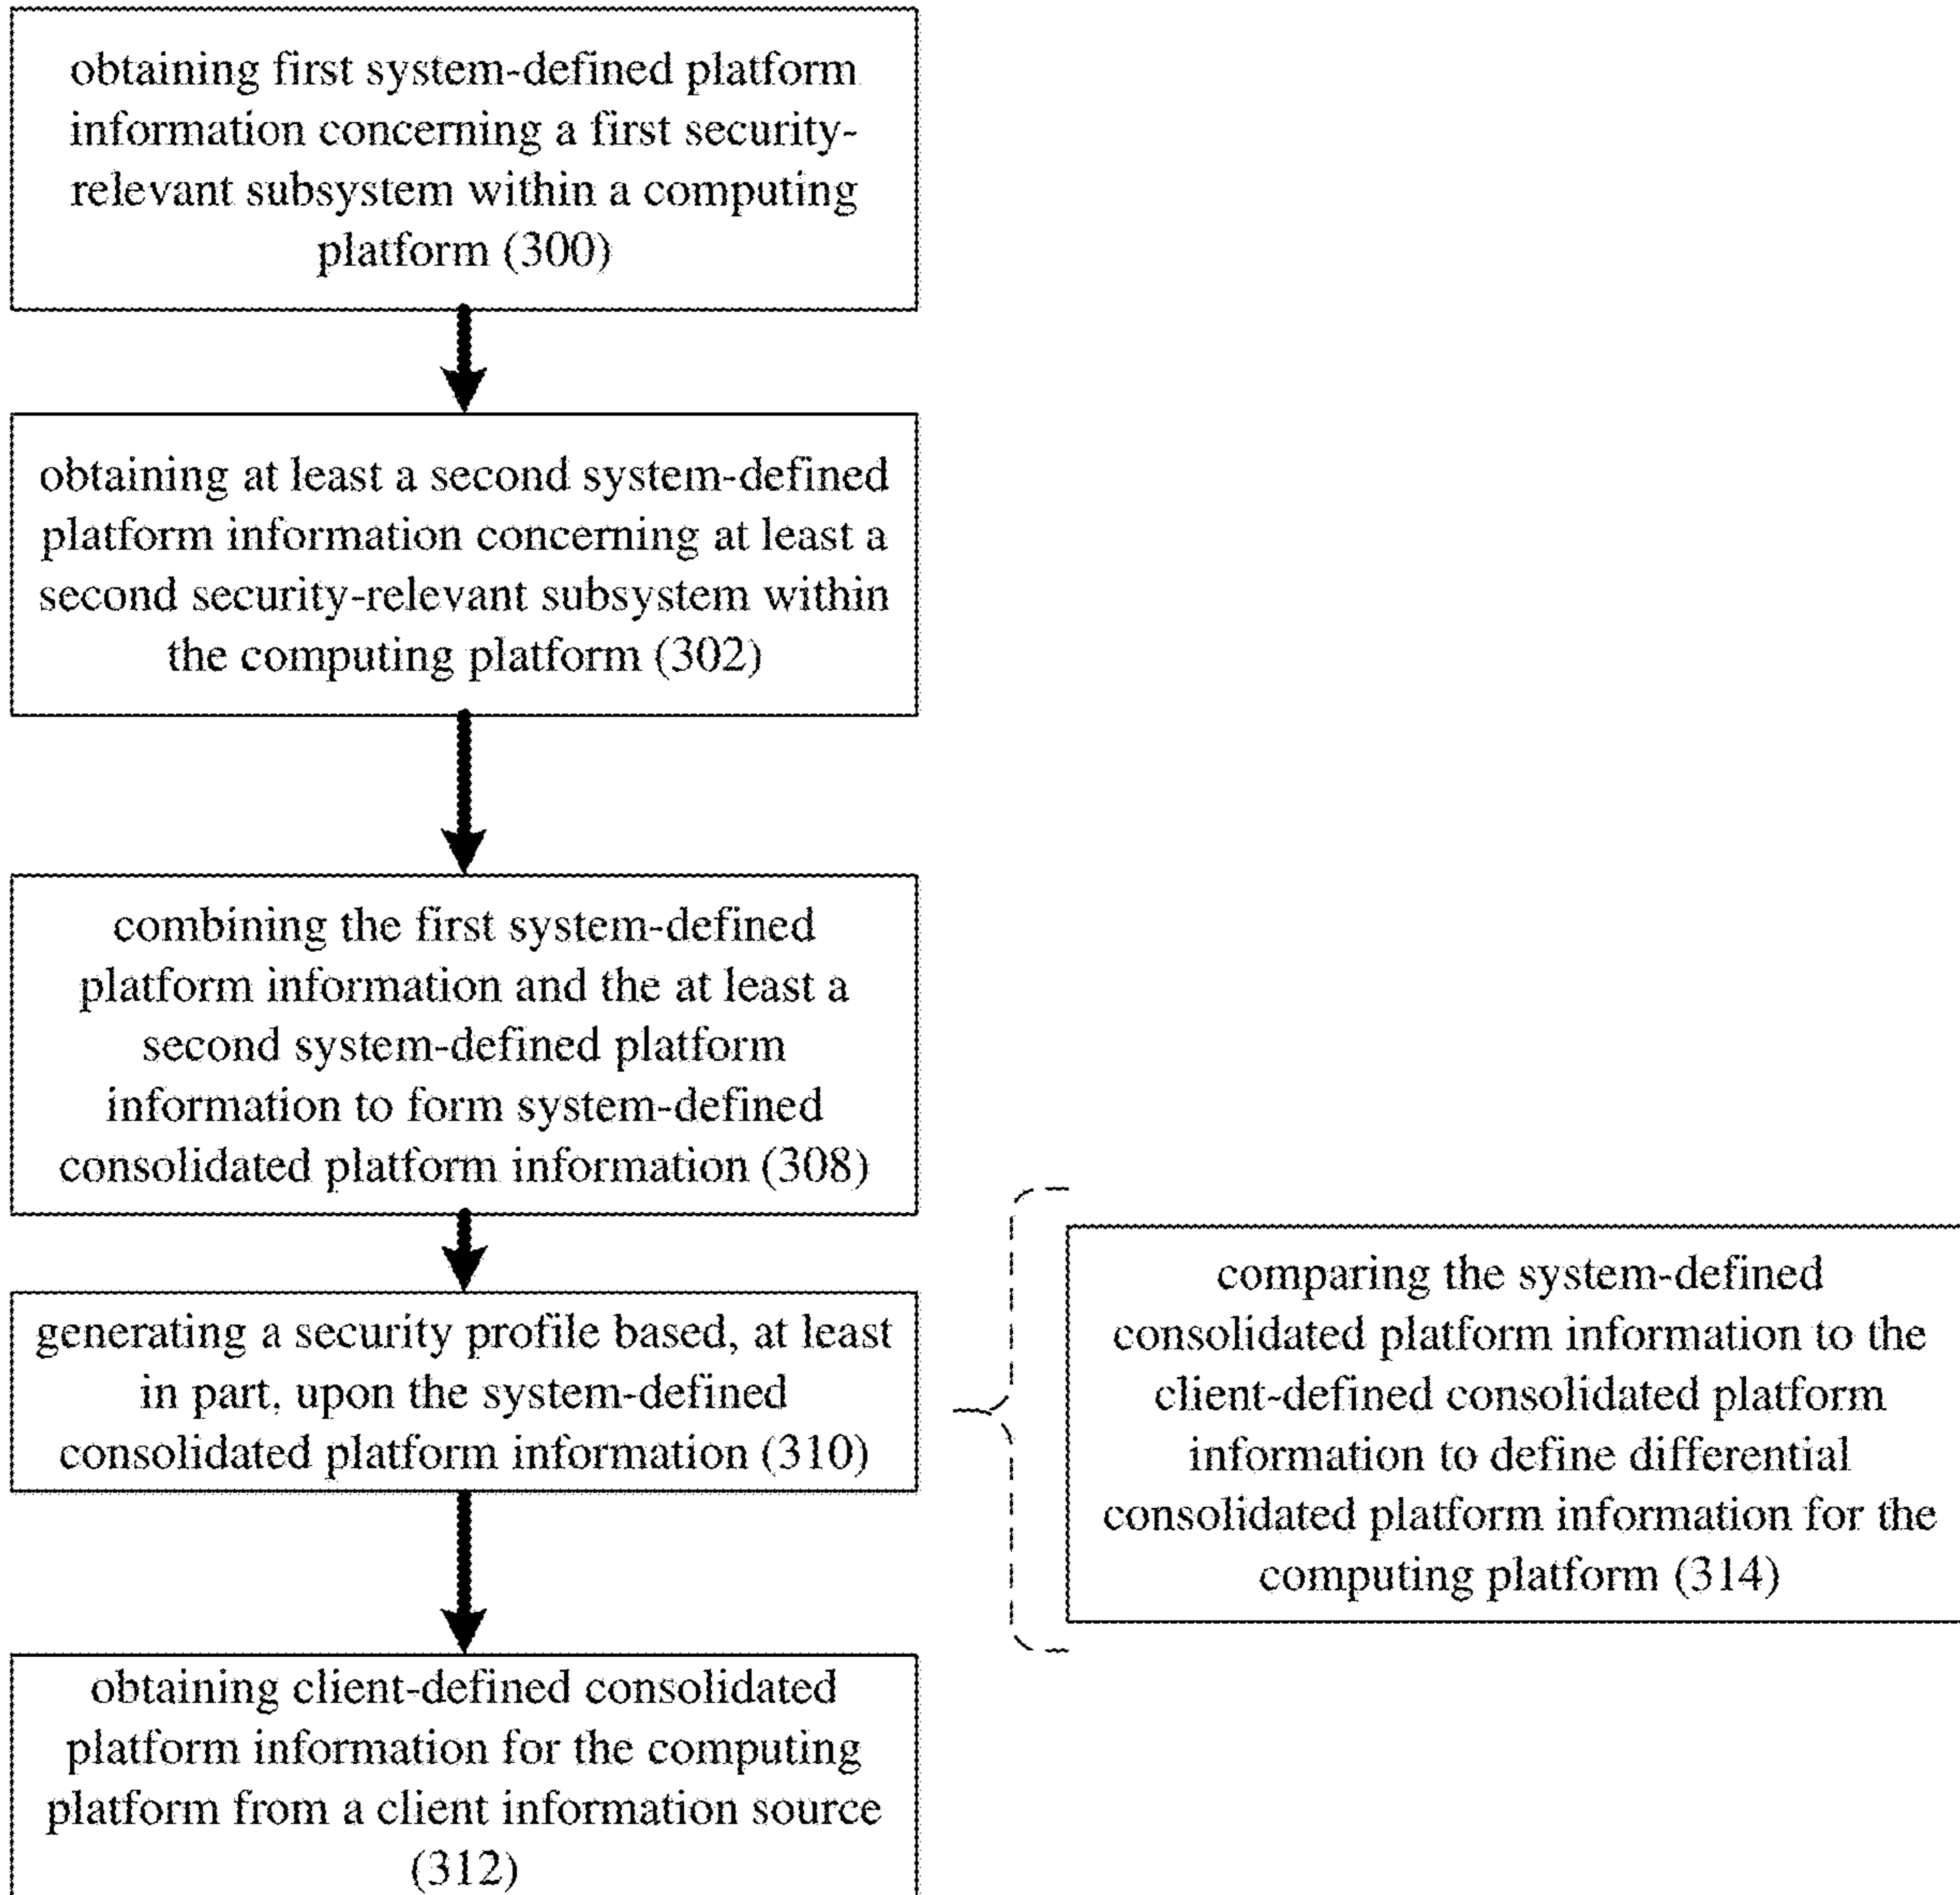 obtaining first system-defined platform
information concerning a first security-
relevant subsystem within a computing
platform (300)
obtaining at least a second system-defined
platform information concerning at least a
second security-relevant subsystem within
the computing platform (302)
combining the first system-defined
platform information and the at least a
second system-defined platform
information to form system-defined
consolidated platform information (308)
generating a security profile based, at least
in part, upon the system-defined
consolidated platform information (310)
comparing the system-defined
consolidated platform information to the
client-defined consolidated platform
information to define differential
consolidated platform information for the
computing platform (314)
obtaining client-defined consolidated
platform information for the computing
platform from a client information source
(312)